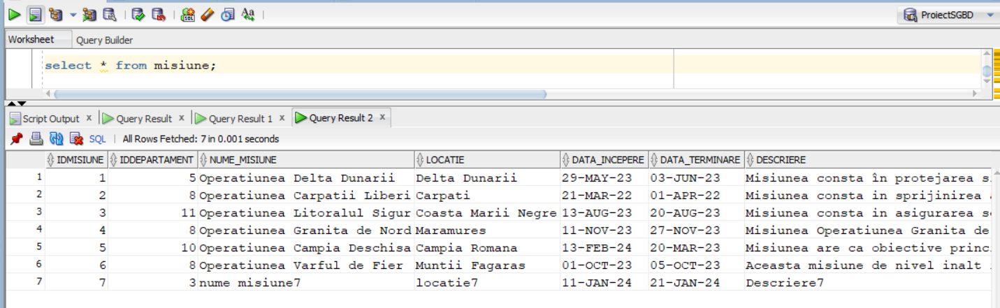 ProiectSGBD
Worksheet Query Builder
select * from misiune;
Script Output x Query Result x Query Result 1 x Query Result 2 x
SQL | All Rows Fetched: 7 in 0.001 seconds
IDMISIUNE IDDEPARTAMENT NUME_MISIUNE LOCATIE DATA_INCEPERE DATA_TERMINARE DESCRIERE
1 1 5 Operatiunea Delta Dunarii Delta Dunarii 29-MAY-23 03-JUN-23 Misiunea consta în protejarea
2 2 8 Operatiunea Carpatii Liberi Carpati 21-MAR-22 01-APR-22 Misiunea consta in sprijinirea
3 3 11 Operatiunea Litoralul Sigur Coasta Marii Negre 13-AUG-23 20-AUG-23 Misiunea consta in asigurarea
4 4 8 Operatiunea Granita de Nord Maramures 11-NOV-23 27-NOV-23 Misiunea Operatiunea Granita de
5 5 10 Operatiunea Campia Deschisa Campia Romana 13-FEB-24 20-MAR-23 Misiunea are ca obiective princ
6 6 8 Operatiunea Varful de Fier Muntii Fagaras 01-OCT-23 05-OCT-23 Aceasta misiune de nivel inalt
7 7 3 nume misiune7 locatie7 11-JAN-24 21-JAN-24 Descriere7